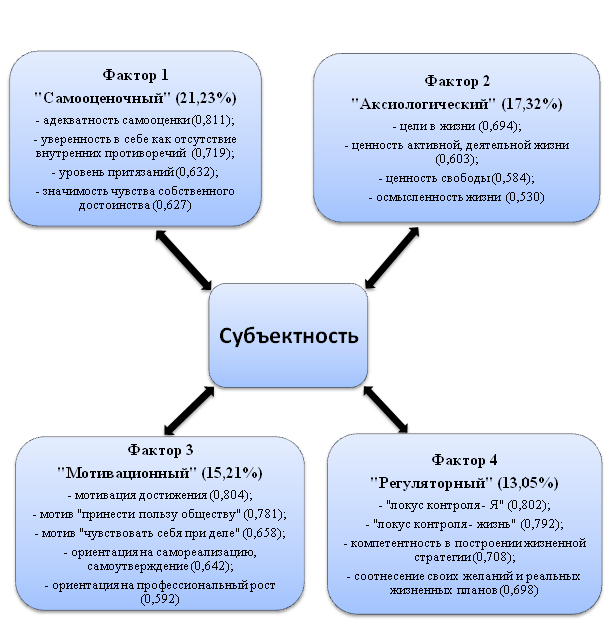 Фактор 1
"Самооценочный" (21,23%)
- адекватность самооценки (0,811);
- уверенность в себе как отсутствие
внутренних противоречий (0,719);
- уровень притязаний (0,632);
- значимость чувства собственного
достоинства (0,627)
Фактор 2
"Аксиологический" (17,32%)
- цели в жизни (0,694);
- ценность активной, деятельной жизни
(0,603);
- ценность свободы (0,584);
- осмысленность жизни (0,530)
Субъектность
Фактор 3
"Мотивационный" (15,21%)
- мотивация достижения (0,804);
- мотив "принести пользу обществу" (0,781);
- мотив "чувствовать себя при деле" (0,658);
- ориентация на самореализацию,
самоутверждение (0,642);
- ориентация на профессиональный рост
(0,592)
Фактор 4
"Регуляторный" (13,05%)
- "локус контроля- Я" (0,802);
- "локус контроля- жизнь" (0,792);
- компетентность в построении жизненной
стратегии (0,708);
- соотнесение своих желаний и реальных
жизненных планов (0,698)